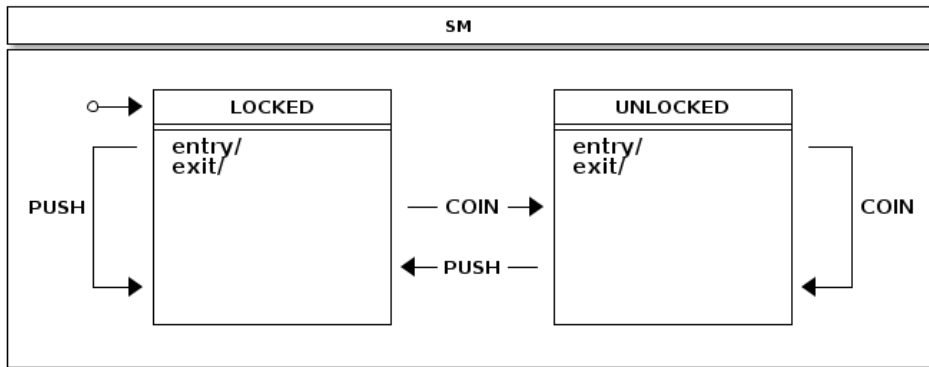 SM
LOCKED
entry/
exit/
PUSH
COIN
PUSH
UNLOCKED
entry/
exit/
COIN